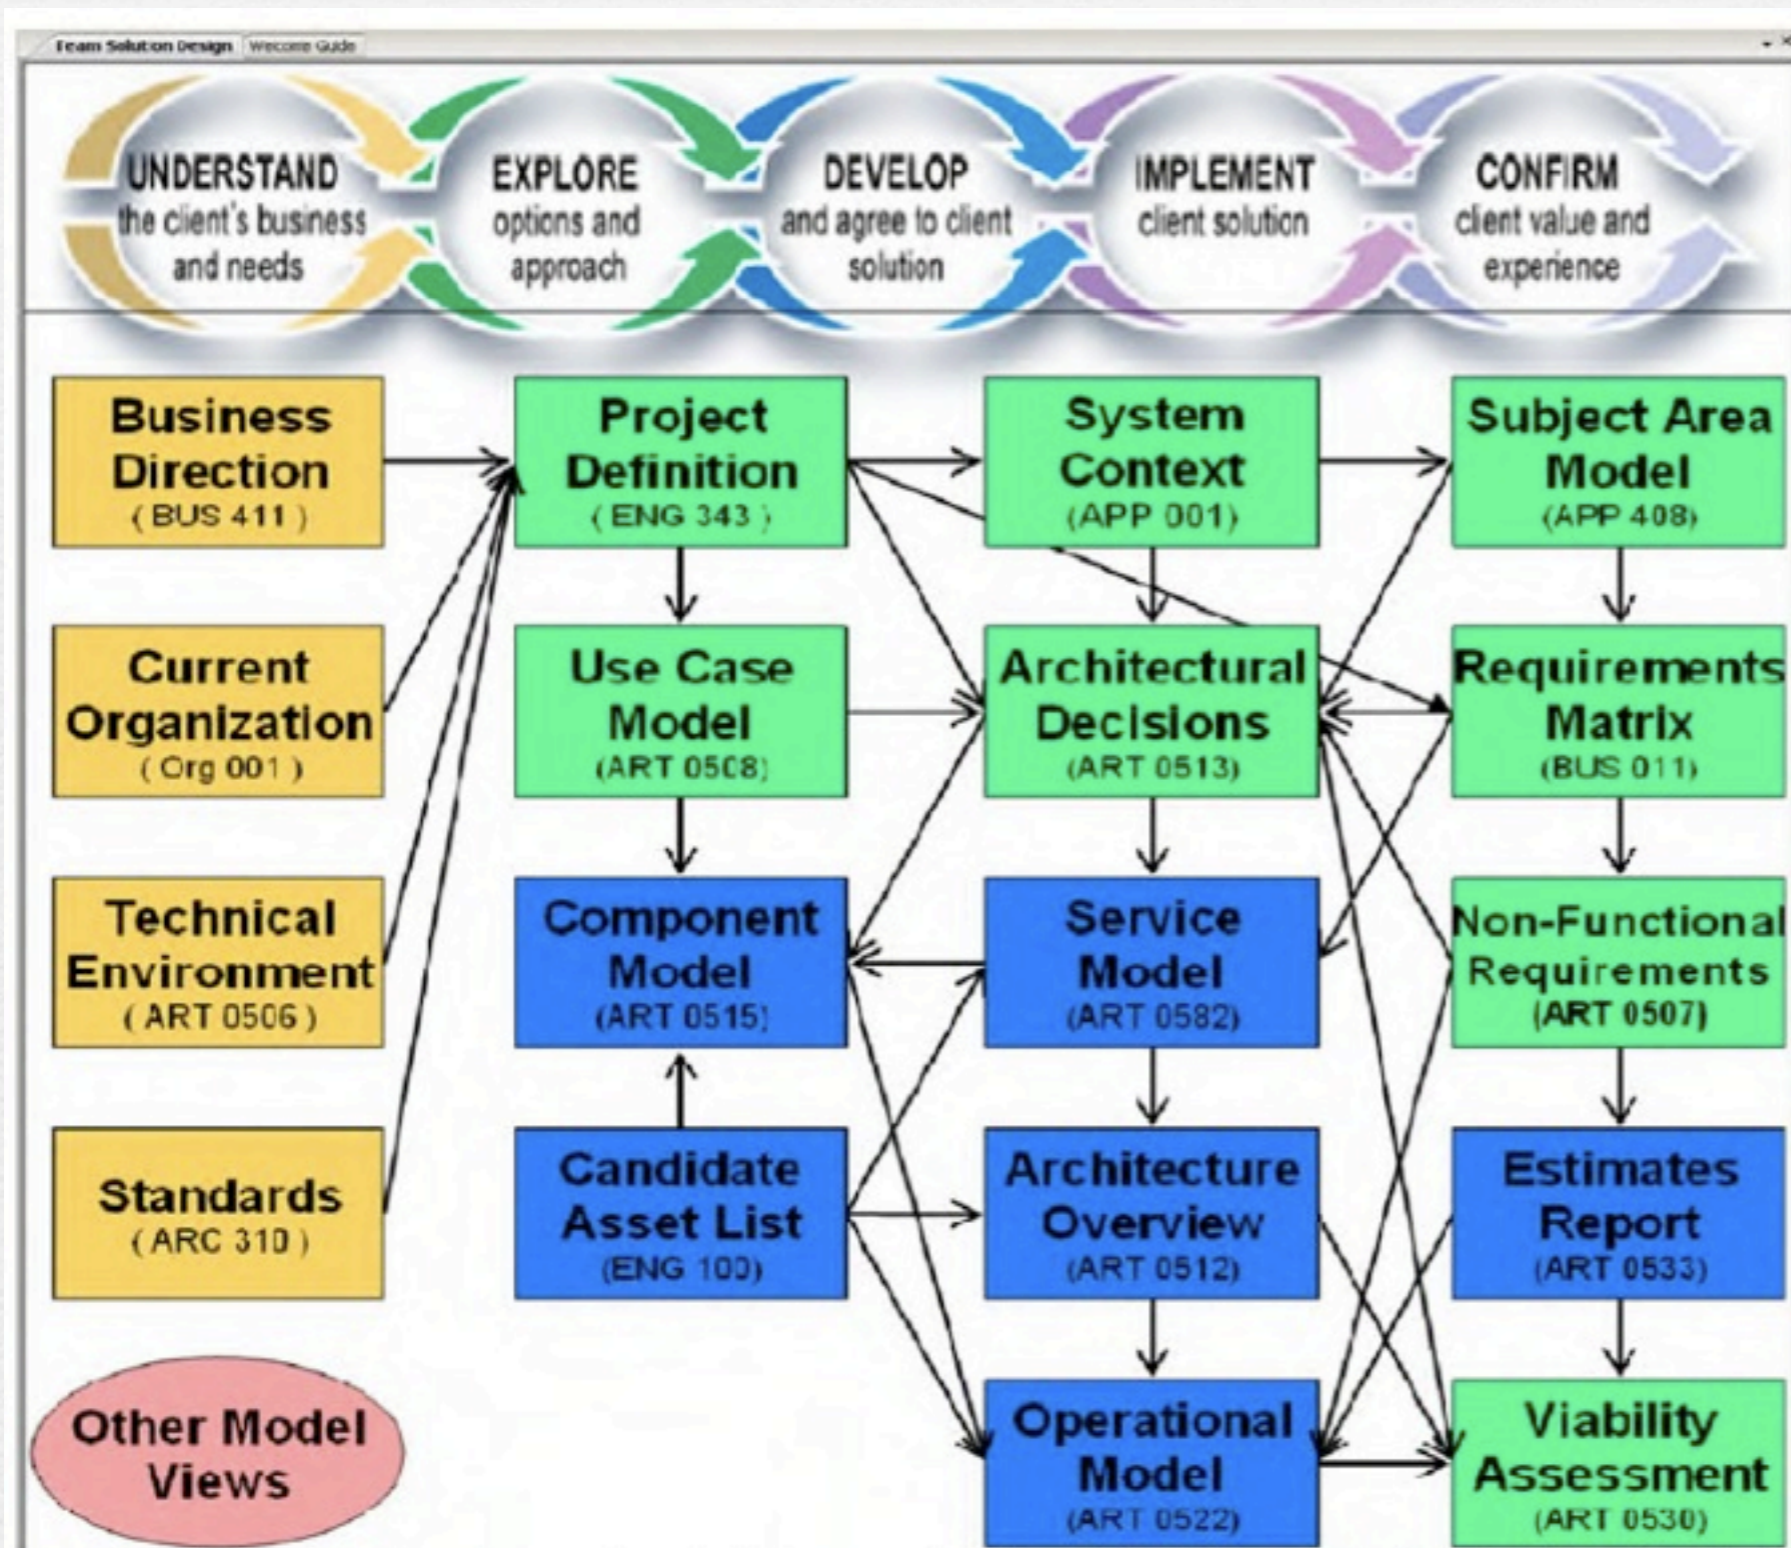 Team Solution Design Welcome Guide
UNDERSTAND
the client's business
and needs
EXPLORE
options and
approach
DEVELOP
and agree to client
solution
IMPLEMENT
client solution
CONFIRM
client value and
experience
Business
Direction
( BUS 411 )
Project
Definition
( ENG 343 )
System
Context
(APP 001)
Subject Area
Model
(APP 408)
Current
Organization
( Org 001 )
Use Case
Model
(ART 0508)
Architectural
Decisions
(ART 0513)
Requirements
Matrix
(BUS 011)
Technical
Environment
( ART 0506 )
Component
Model
(ART 0515)
Service
Model
(ART 0582)
Non-Functional
Requirements
(ART 0507)
Standards
( ARC 310 )
Candidate
Asset List
(ENG 100)
Architecture
Overview
(ART 0512)
Estimates
Report
(ART 0533)
Other Model
Views
Operational
Model
(ART 0522)
Viability
Assessment
(ART 0530)